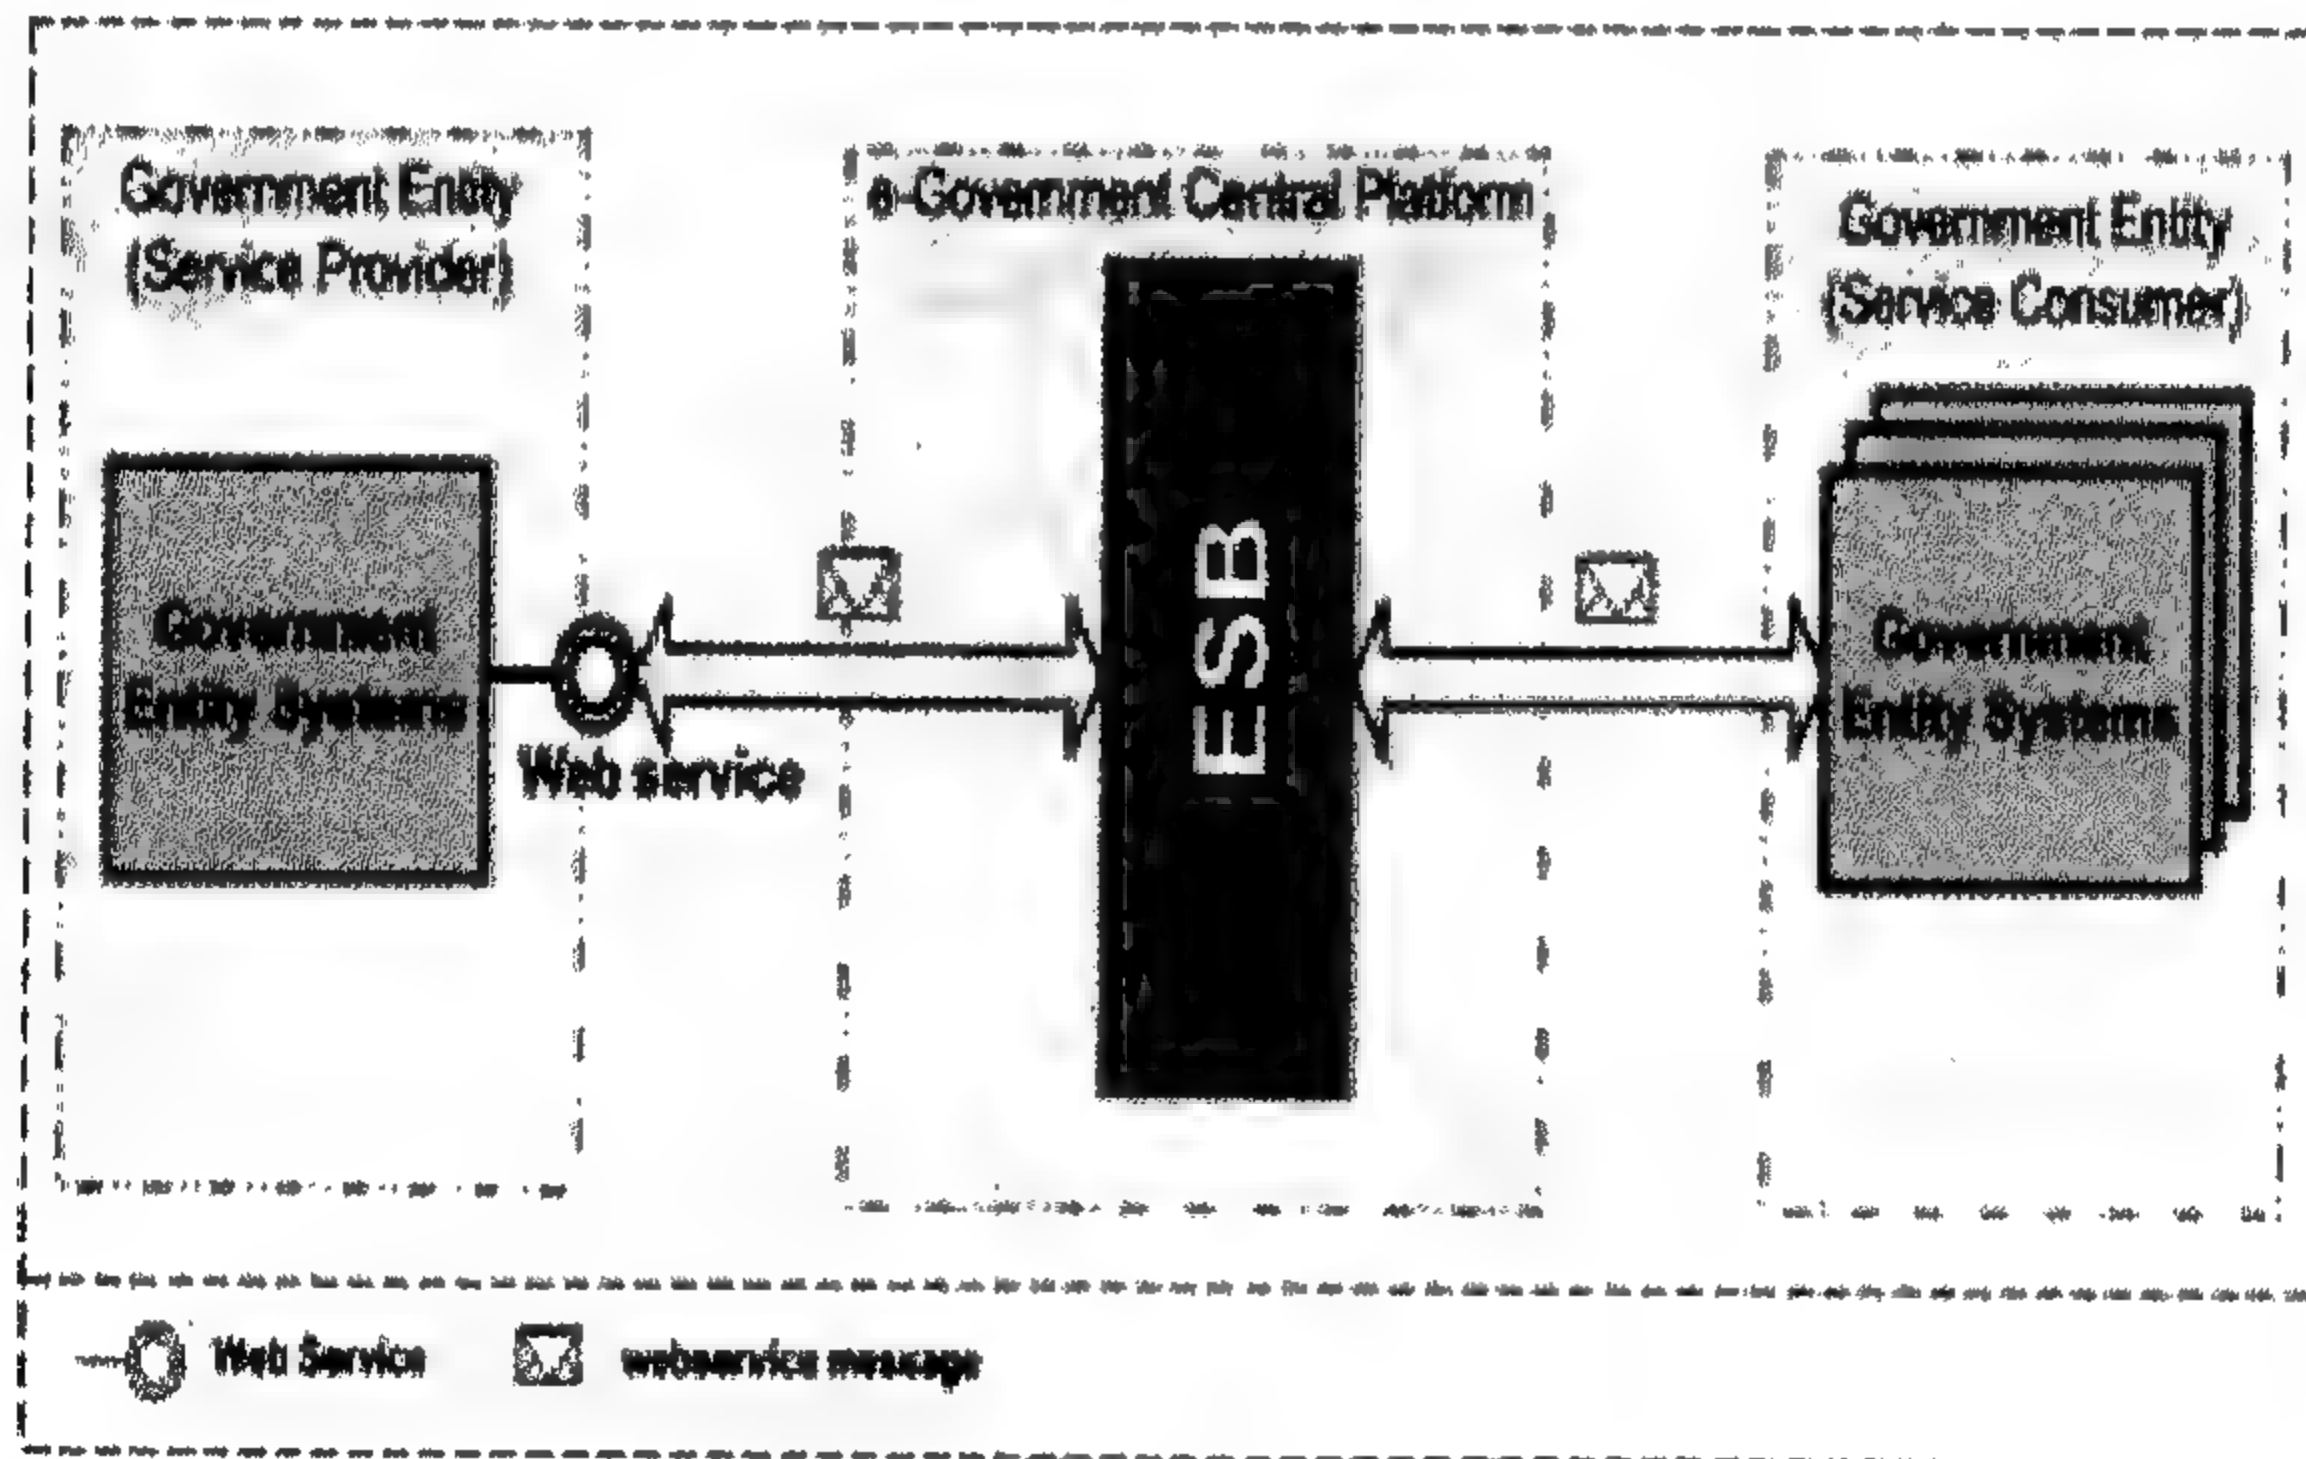 Government Entity
(Service Provider)
e-Government Central Platform
Government Entity
(Service Consumer)
Government
Entity Systems
Web service
ESB
Government
Entity Systems
Web Service
webservice message